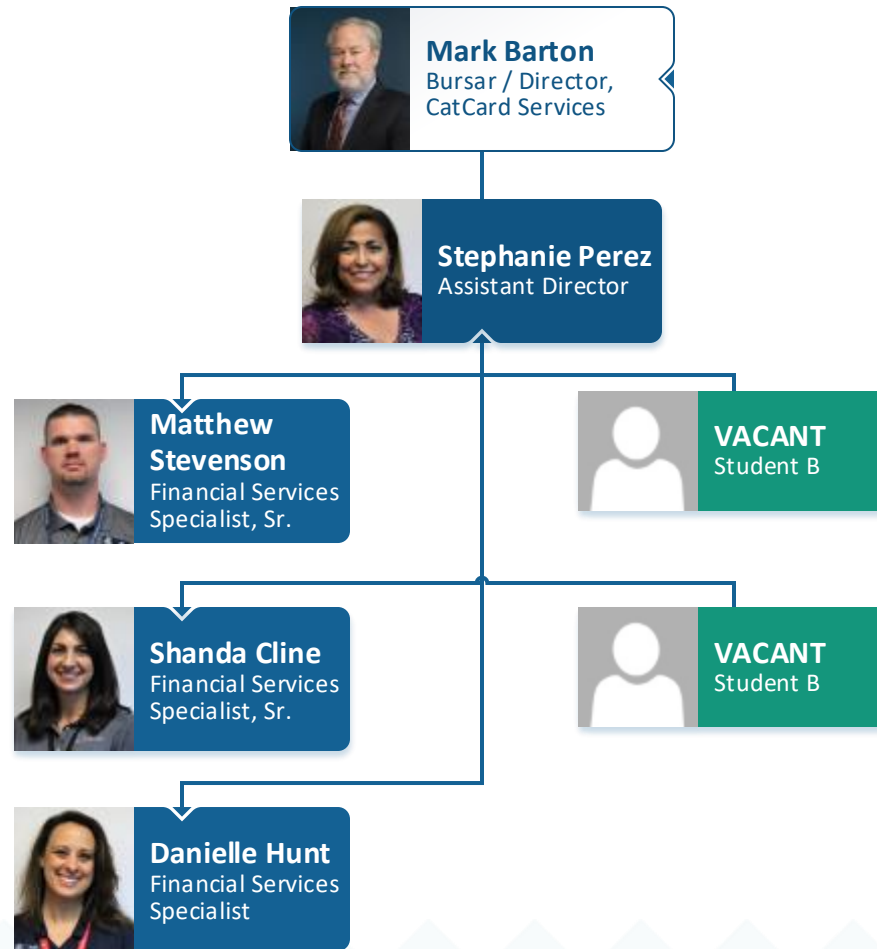 Mark Barton
Bursar / Director,
CatCard Services
Stephanie Perez
Assistant Director
Matthew
Stevenson
Financial Services
Specialist, Sr.
VACANT
Student B
Shanda Cline
Financial Services
Specialist, Sr.
VACANT
Student B
Danielle Hunt
Financial Services
Specialist